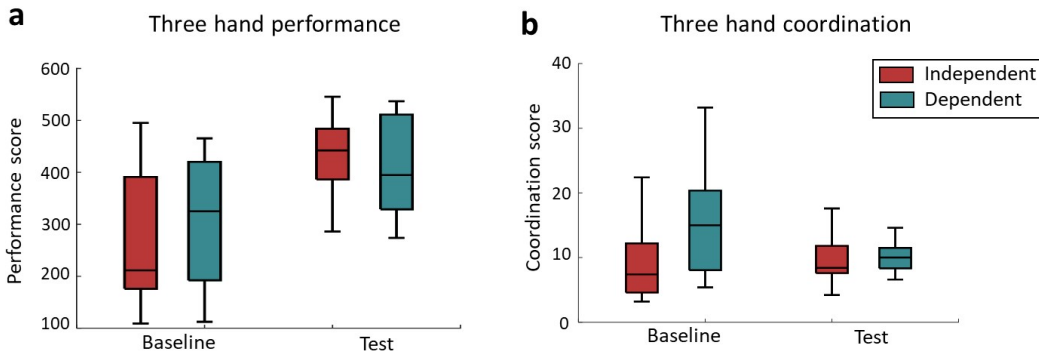 a
Three hand performance
Performance score
600
500
400
300
200
100
Baseline
Test
b
Three hand coordination
Coordination score
40
30
20
10
0
Baseline
Test
Independent
Dependent